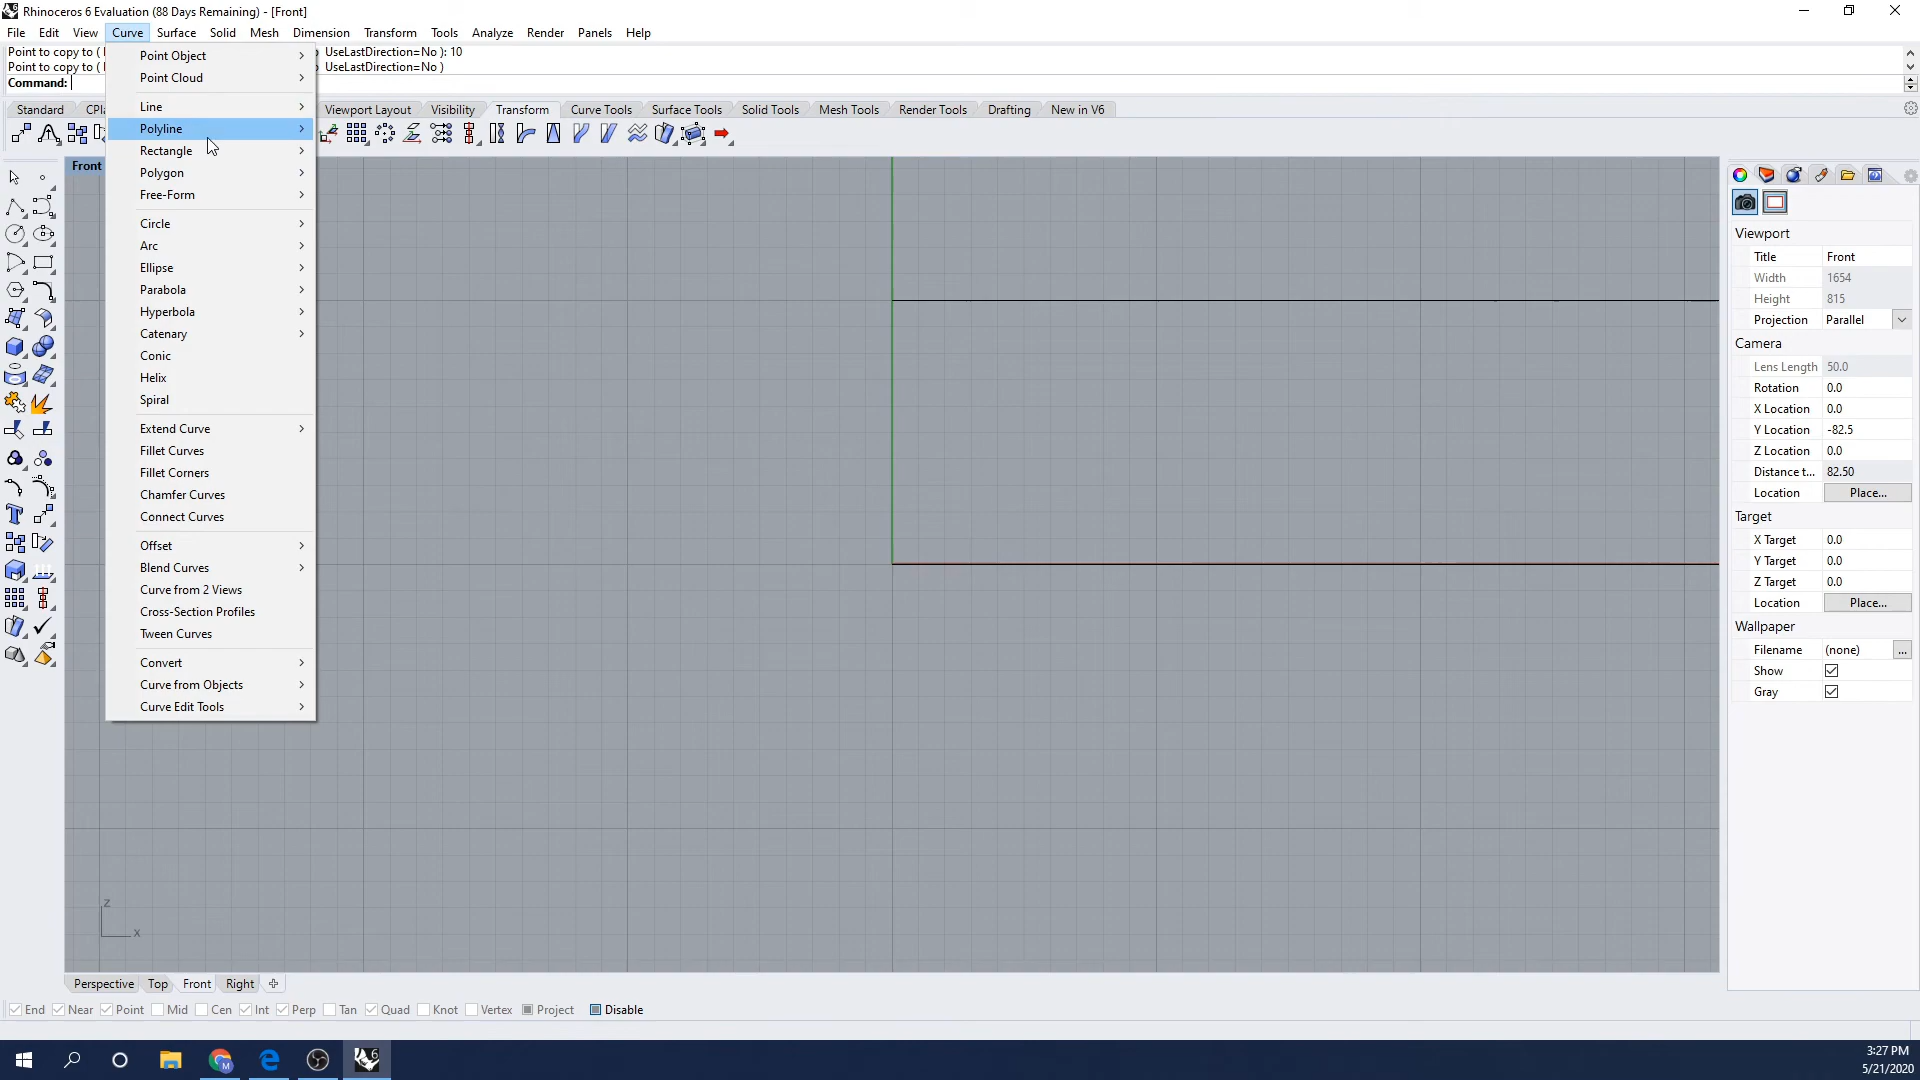 Rhinoceros 6 Evaluation (88 Days Remaining) - [Front]
File Edit View Curve Surface Solid Mesh Dimension Transform Tools Analyze Render Panels Help
Point to copy to ( UseLastDirection=No ): 10
Point to copy to ( UseLastDirection=No )
Command:
Standard CPl Viewport Layout Visibility Transform Curve Tools Surface Tools Solid Tools Mesh Tools Render Tools Drafting New in V6
Front
Point Object
Point Cloud
Line
Polyline
Rectangle
Polygon
Free-Form
Circle
Arc
Ellipse
Parabola
Hyperbola
Catenary
Conic
Helix
Spiral
Extend Curve
Fillet Curves
Fillet Corners
Chamfer Curves
Connect Curves
Offset
Blend Curves
Curve from 2 Views
Cross-Section Profiles
Tween Curves
Convert
Curve from Objects
Curve Edit Tools
Viewport
Title Front
Width 1654
Height 815
Projection Parallel
Camera
Lens Length 50.0
Rotation 0.0
X Location 0.0
Y Location -82.5
Z Location 0.0
Distance t... 82.50
Location Place...
Target
X Target 0.0
Y Target 0.0
Z Target 0.0
Location Place...
Wallpaper
Filename (none) ...
Show
Gray
z
x
Perspective Top Front Right
End Near Point Mid Cen Int Perp Tan Quad Knot Vertex Project Disable
6
M
3:27 PM
5/21/2020